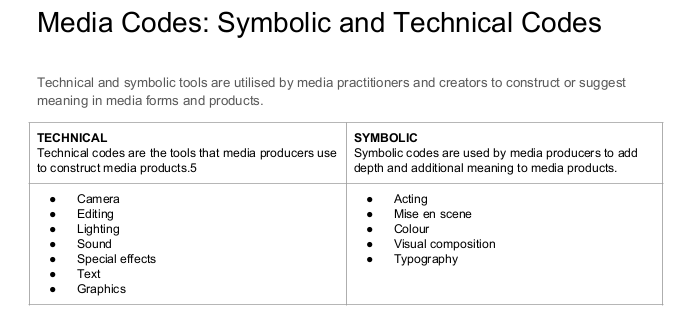 Media Codes: Symbolic and Technical Codes
Technical and symbolic tools are utilised by media practitioners and creators to construct or suggest
meaning in media forms and products.
TECHNICAL
Technical codes are the tools that media producers use
to construct media products.5
SYMBOLIC
Symbolic codes are used by media producers to add
depth and additional meaning to media products.
● Camera
● Editing
● Lighting
● Sound
● Special effects
● Text
● Graphics
● Acting
● Mise en scene
● Colour
● Visual composition
● Typography